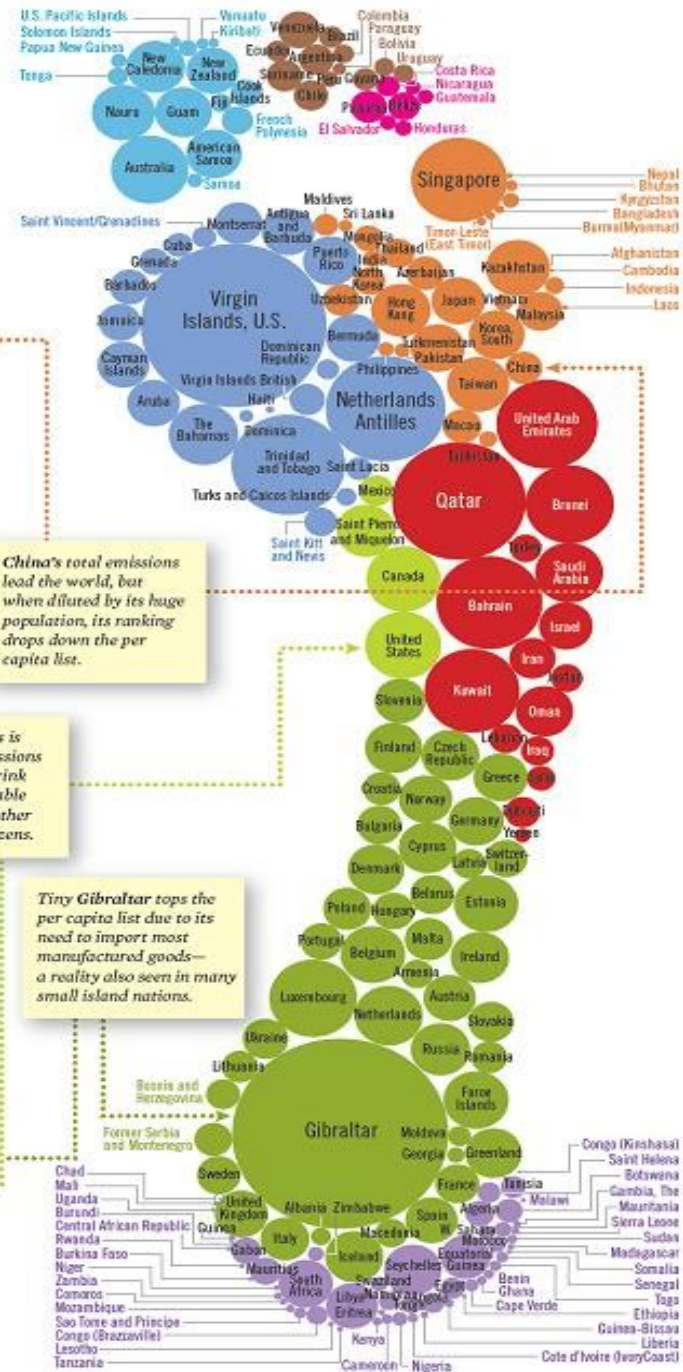 U.S. Pacific Islands
Solomon Islands
Papua New Guinea
Tonga
Vanuatu
Kiribati
New
Caledonia
New
Zealand
Cook
Islands
Fiji
Nauru
Guam
French
Polynesia
American
Samoa
Australia
Samoa
Venezuela
Colombia
Paraguay
Brazil
Bolivia
Ecuador
Argentina
Uruguay
Suriname
Peru
Guyana
Chile
Costa Rica
Nicaragua
Guatemala
Panama
Belize
El Salvador
Honduras
Singapore
Nepal
Bhutan
Kyrgyzstan
Bangladesh
Burma(Myanmar)
Timor-Leste
(East Timor)
Afghanistan
Cambodia
Indonesia
Laos
Maldives
Sri Lanka
Mongolia
Thailand
India
North
Korea
Azerbaijan
Kazakhstan
Uzbekistan
Hong
Kong
Japan
Vietnam
Malaysia
Korea,
South
Turkmenistan
Pakistan
Philippines
China
Taiwan
Macau
Saint Vincent/Grenadines
Montserrat
Antigua
and
Barbuda
Cuba
Grenada
Puerto
Rico
Barbados
Virgin
Islands, U.S.
Jamaica
Bermuda
Dominican
Republic
Cayman
Islands
Virgin Islands British
Haiti
Netherlands
Antilles
Aruba
The
Bahamas
Dominica
Trinidad
and Tobago
Saint Lucia
Turks and Caicos Islands
Saint Kitt
and Nevis
Mexico
Saint Pierre
and Miquelon
Canada
United
States
United Arab
Emirates
Qatar
Brunei
Turkey
Saudi
Arabia
Bahrain
Israel
Iran
Jordan
Kuwait
Oman
Lebanon
Iraq
Syria
Djibouti
Yemen
China's total emissions
lead the world, but
when diluted by its huge
population, its ranking
drops down the per
capita list.
s is
ssions
rink
able
ther
zens.
Tiny Gibraltar tops the
per capita list due to its
need to import most
manufactured goods—
a reality also seen in many
small island nations.
Slovenia
Finland
Czech
Republic
Greece
Croatia
Norway
Bulgaria
Germany
Cyprus
Latvia
Switzer-
land
Denmark
Belarus
Estonia
Poland
Hungary
Portugal
Belgium
Malta
Ireland
Armenia
Luxembourg
Netherlands
Austria
Slovakia
Ukraine
Russia
Romania
Lithuania
Bosnia and
Herzegovina
Faroe
Islands
Former Serbia
and Montenegro
Gibraltar
Moldova
Georgia
Greenland
Sweden
France
United
Kingdom
Albania
Spain
Italy
Macedonia
Iceland
Chad
Mali
Uganda
Burundi
Central African Republic
Rwanda
Burkina Faso
Niger
Zambia
Comoros
Mozambique
Sao Tome and Principe
Congo (Brazzaville)
Lesotho
Tanzania
Zimbabwe
Guinea
Gabon
Mauritius
South
Africa
Seychelles
Swaziland
Libya
Eritrea
Kenya
Cameroon
Nigeria
Angola
Egypt
Equatorial
Guinea
Morocco
W. Sahara
Algeria
Tunisia
Malawi
Congo (Kinshasa)
Saint Helena
Botswana
Gambia, The
Mauritania
Sierra Leone
Sudan
Madagascar
Somalia
Senegal
Togo
Ethiopia
Guinea-Bissau
Liberia
Cote d'Ivoire (IvoryCoast)
Benin
Ghana
Cape Verde